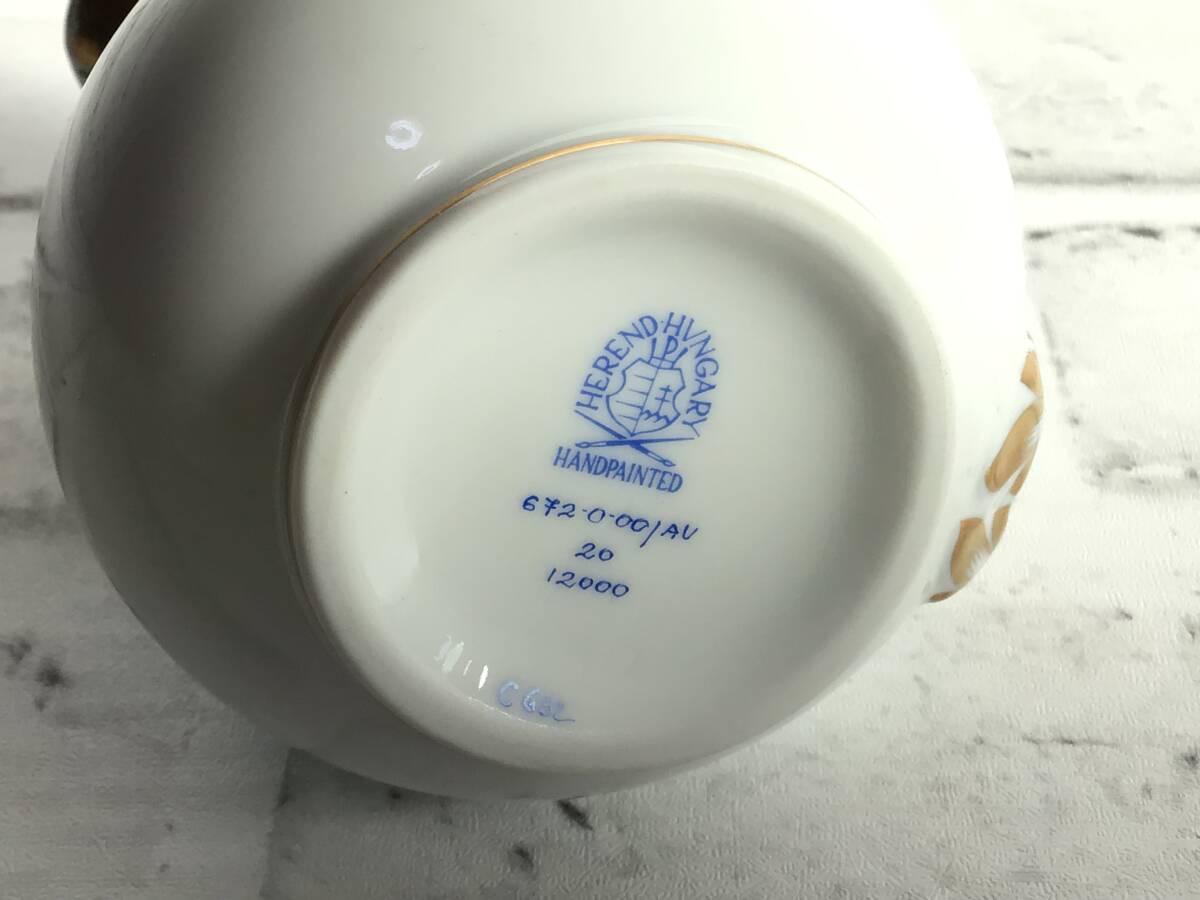 HEREND·HVNGARY
HANDPAINTED
672-0-00/AV
20
12000